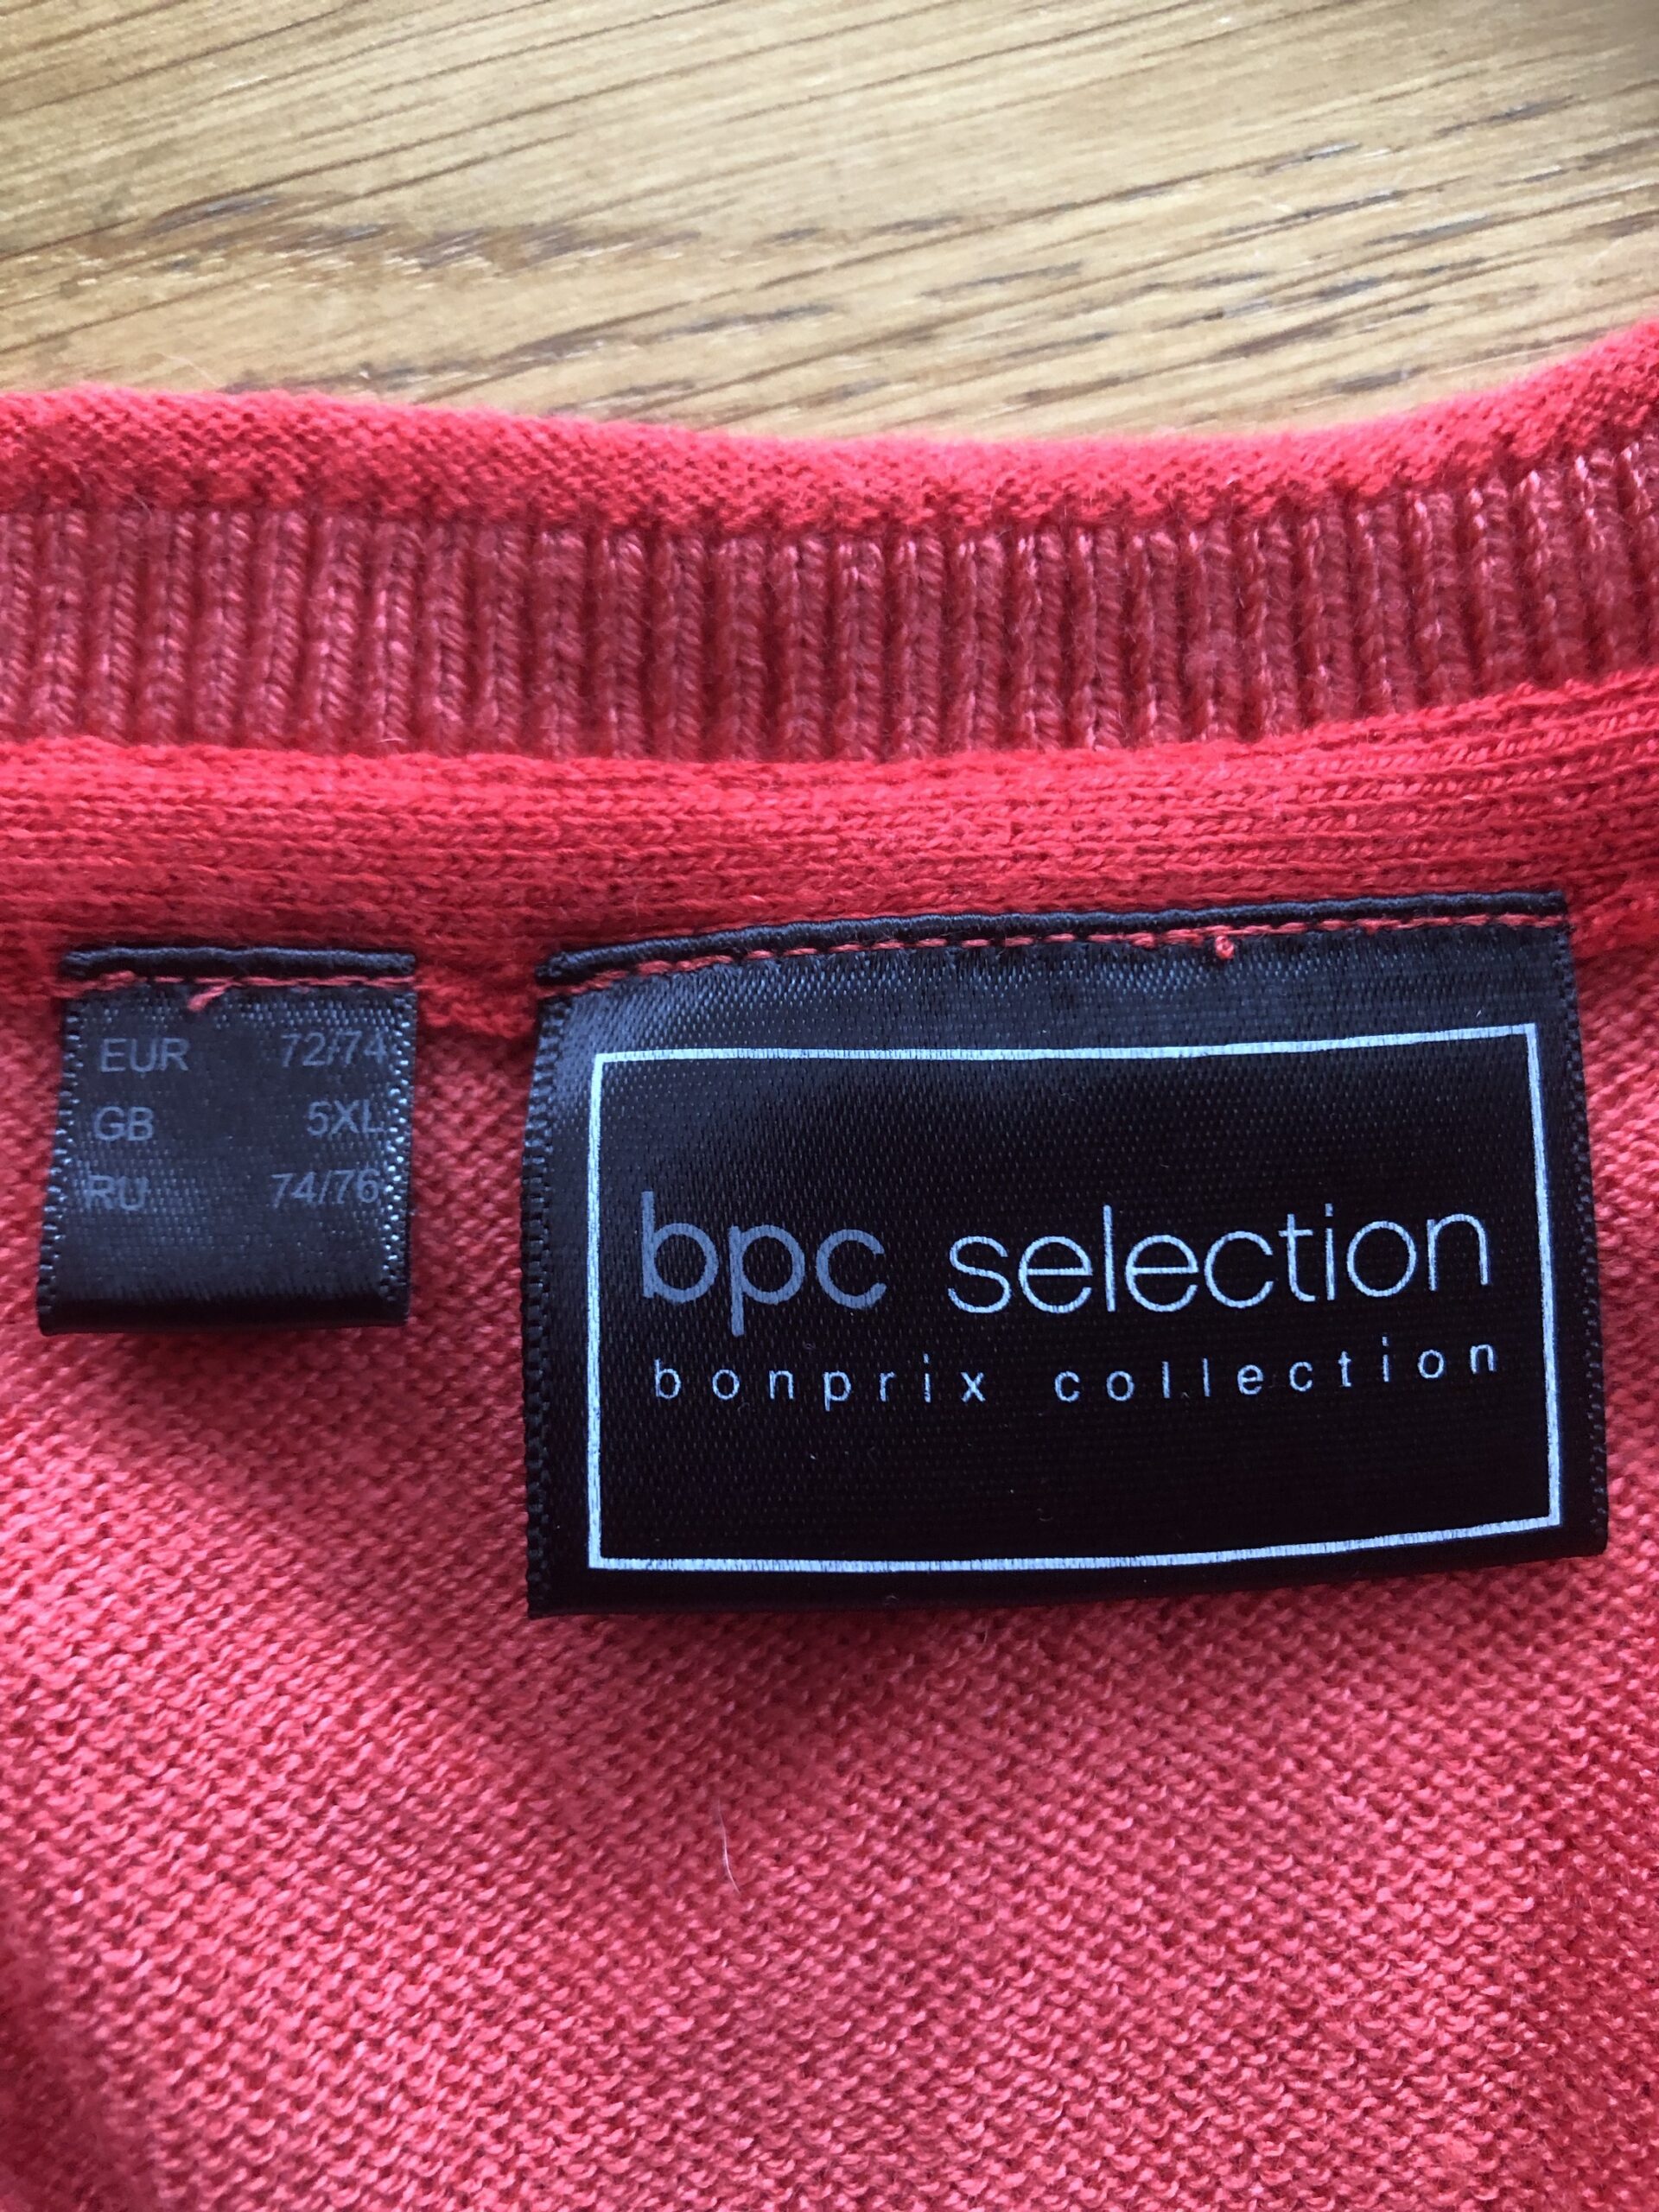 EUR 72/74
GB 5XL
RU 74/76
bpc selection
bonprix collection